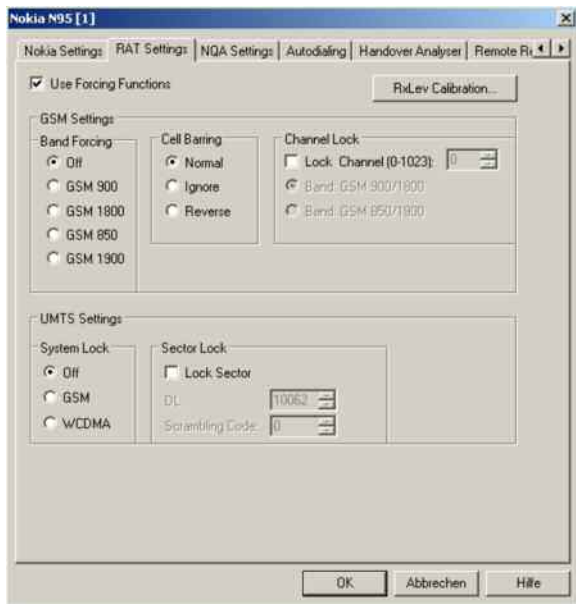 Nokia N95 [1]
Nokia Settings RAT Settings NQA Settings Autodialing Handover Analyser Remote
Use Forcing Functions
RxLev Calibration...
GSM Settings
Band Forcing
Off
GSM 900
GSM 1800
GSM 850
GSM 1900
Cell Barring
Normal
Ignore
Reverse
Channel Lock
Lock Channel (0-1023): 0
Band GSM 900/1800
Band GSM 850/1900
UMTS Settings
System Lock
Off
GSM
WCDMA
Sector Lock
Lock Sector
DL 10062
Scrambling Code: 0
OK Abbrechen Hilfe